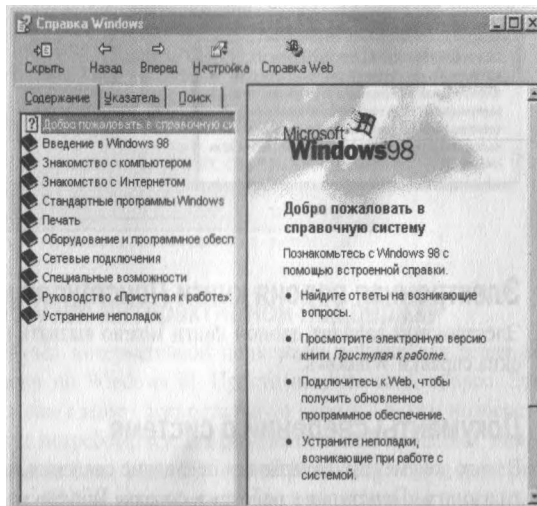 Справка Windows
Скрыть Назад Вперед Настройка Справка Web
Содержание Указатель Поиск
Добро пожаловать в справочную си
Введение в Windows 98
Знакомство с компьютером
Знакомство с Интернетом
Стандартные программы Windows
Печать
Оборудование и программное обесп
Сетевые подключения
Специальные возможности
Руководство «Приступая к работе»:
Устранение неполадок
Microsoft
Windows98
Добро пожаловать в
справочную систему
Познакомьтесь с Windows 98 с
помощью встроенной справки.
Найдите ответы на возникающие
вопросы.
Просмотрите электронную версию
книги Приступая к работе.
Подключитесь к Web, чтобы
получить обновленное
программное обеспечение.
Устраните неполадки,
возникающие при работе с
системой.